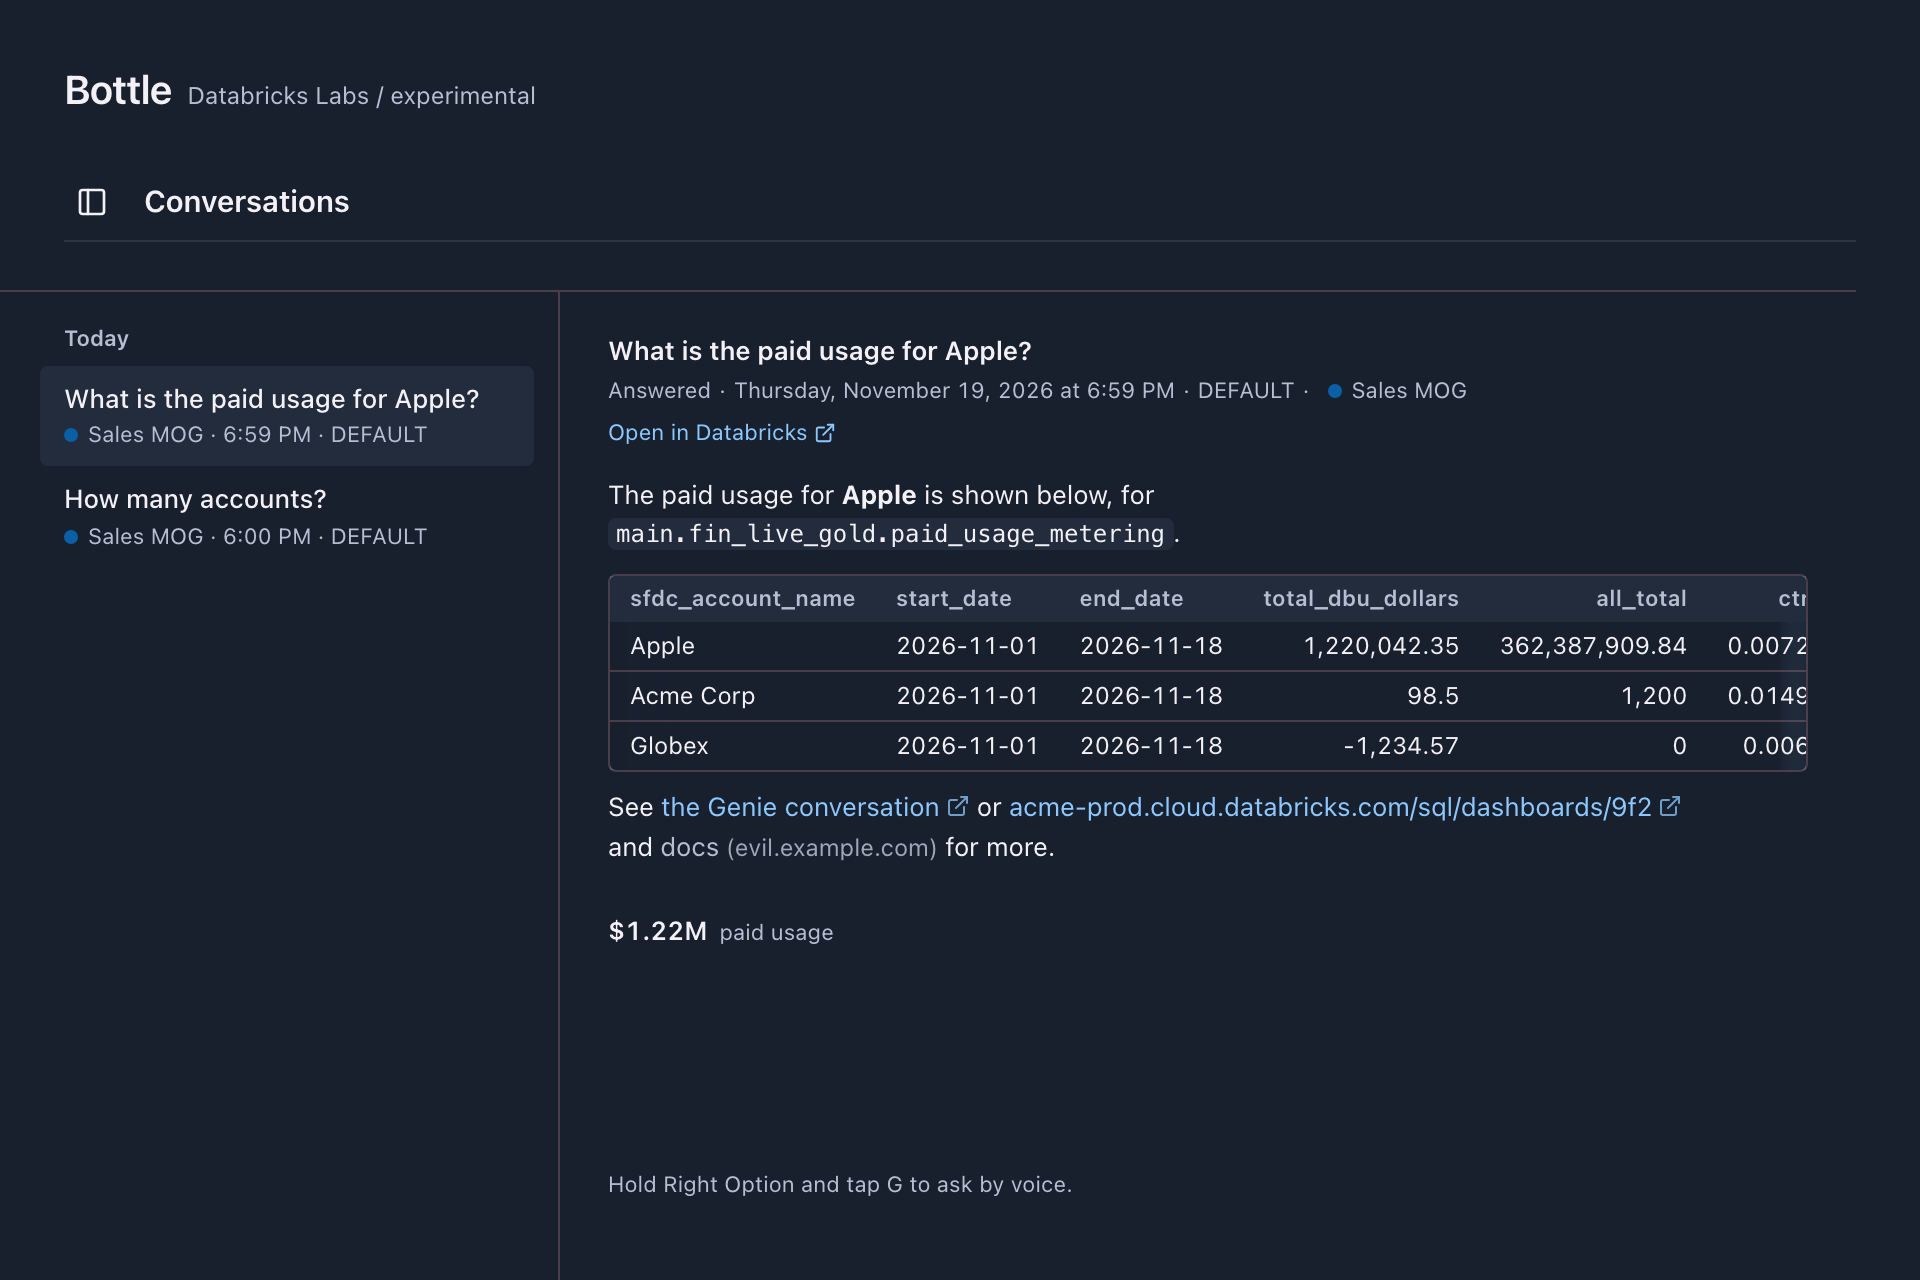 Bottle Databricks Labs / experimental
Conversations
Today
What is the paid usage for Apple?
Sales MOG · 6:59 PM · DEFAULT
How many accounts?
Sales MOG · 6:00 PM · DEFAULT
What is the paid usage for Apple?
Answered · Thursday, November 19, 2026 at 6:59 PM · DEFAULT · Sales MOG
Open in Databricks
The paid usage for Apple is shown below, for
main.fin_live_gold.paid_usage_metering.
sfdc_account_name start_date end_date total_dbu_dollars all_total ctr
Apple 2026-11-01 2026-11-18 1,220,042.35 362,387,909.84 0.0072
Acme Corp 2026-11-01 2026-11-18 98.5 1,200 0.0149
Globex 2026-11-01 2026-11-18 -1,234.57 0 0.006
See the Genie conversation or acme-prod.cloud.databricks.com/sql/dashboards/9f2
and docs (evil.example.com) for more.
$1.22M paid usage
Hold Right Option and tap G to ask by voice.